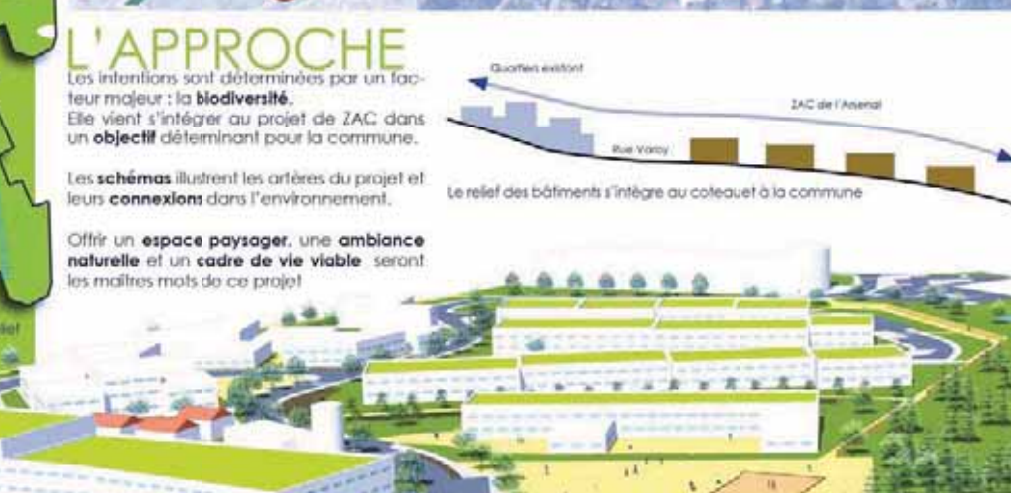 L'APPROCHE
Les intentions sont déterminées par un fac-
teur majeur : la biodiversité.
Elle vient s'intégrer au projet de ZAC dans
un objectif déterminant pour la commune.
Les schémas illustrent les artères du projet et
leurs connexions dans l'environnement.
Offrir un espace paysager, une ambiance
naturelle et un cadre de vie viable seront
les maîtres mots de ce projet
Quartiers existant
ZAC de l'Arsenal
Rue Varoy
Le relief des bâtiments s'intègre au coteauet à la commune